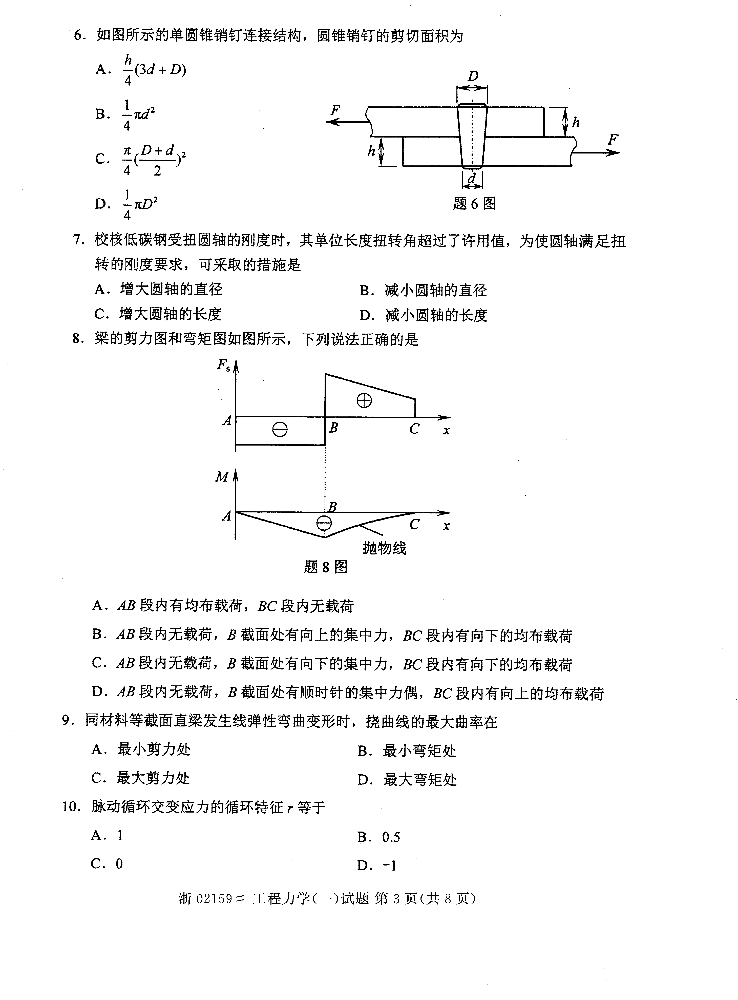 6. 如图所示的单圆锥销钉连接结构，圆锥销钉的剪切面积为
A. $\frac{h}{4}(3d+D)$
B. $\frac{1}{4}\pi d^2$
C. $\frac{\pi}{4}(\frac{D+d}{2})^2$
D. $\frac{1}{4}\pi D^2$
D
F
h
h
F
d
题 6 图
7. 校核低碳钢受扭圆轴的刚度时，其单位长度扭转角超过了许用值，为使圆轴满足扭
转的刚度要求，可采取的措施是
A. 增大圆轴的直径 B. 减小圆轴的直径
C. 增大圆轴的长度 D. 减小圆轴的长度
8. 梁的剪力图和弯矩图如图所示，下列说法正确的是
Fs
A
B
C
x
M
A
B
C
x
抛物线
题 8 图
A. AB 段内有均布载荷，BC 段内无载荷
B. AB 段内无载荷，B 截面处有向上的集中力，BC 段内有向下的均布载荷
C. AB 段内无载荷，B 截面处有向下的集中力，BC 段内有向下的均布载荷
D. AB 段内无载荷，B 截面处有顺时针的集中力偶，BC 段内有向上的均布载荷
9. 同材料等截面直梁发生线弹性弯曲变形时，挠曲线的最大曲率在
A. 最小剪力处 B. 最小弯矩处
C. 最大剪力处 D. 最大弯矩处
10. 脉动循环交变应力的循环特征 r 等于
A. 1 B. 0.5
C. 0 D. -1
浙 02159# 工程力学(一)试题 第 3 页(共 8 页)